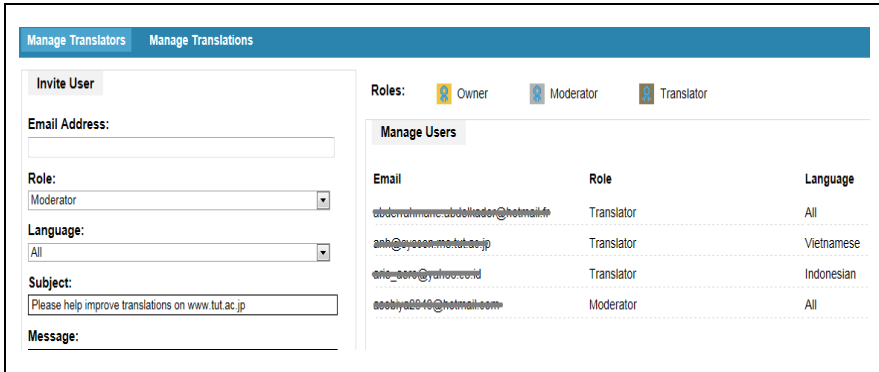 Manage Translators Manage Translations
Invite User
Email Address:
Role:
Moderator
Language:
All
Subject:
Please help improve translations on www.tut.ac.jp
Message:
Roles: Owner Moderator Translator
Manage Users
Email Role Language
Translator All
Translator Vietnamese
Translator Indonesian
Moderator All